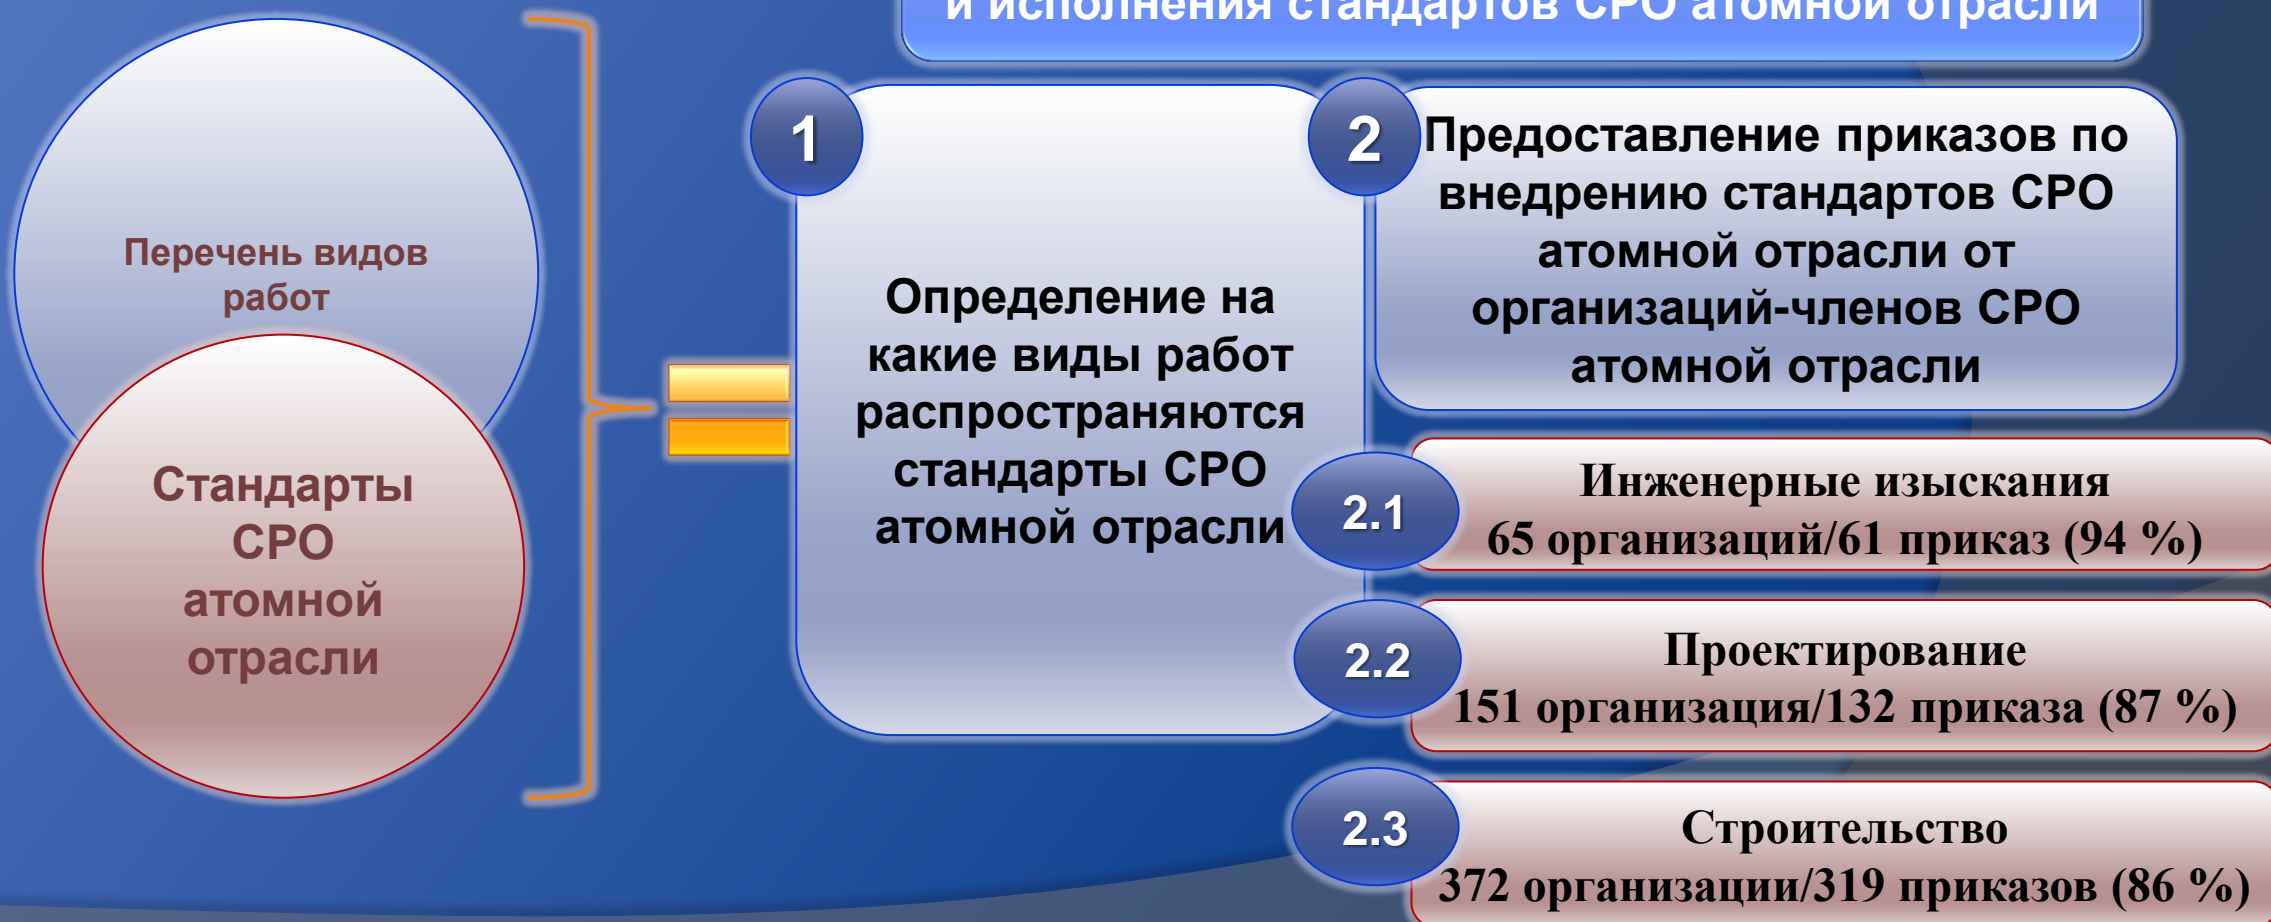 и исполнения стандартов СРО атомной отрасли
Перечень видов
работ
Стандарты
СРО
атомной
отрасли
1
Определение на
какие виды работ
распространяются
стандарты СРО
атомной отрасли
2
Предоставление приказов по
внедрению стандартов СРО
атомной отрасли от
организаций-членов СРО
атомной отрасли
2.1
Инженерные изыскания
65 организаций/61 приказ (94 %)
2.2
Проектирование
151 организация/132 приказа (87 %)
2.3
Строительство
372 организации/319 приказов (86 %)